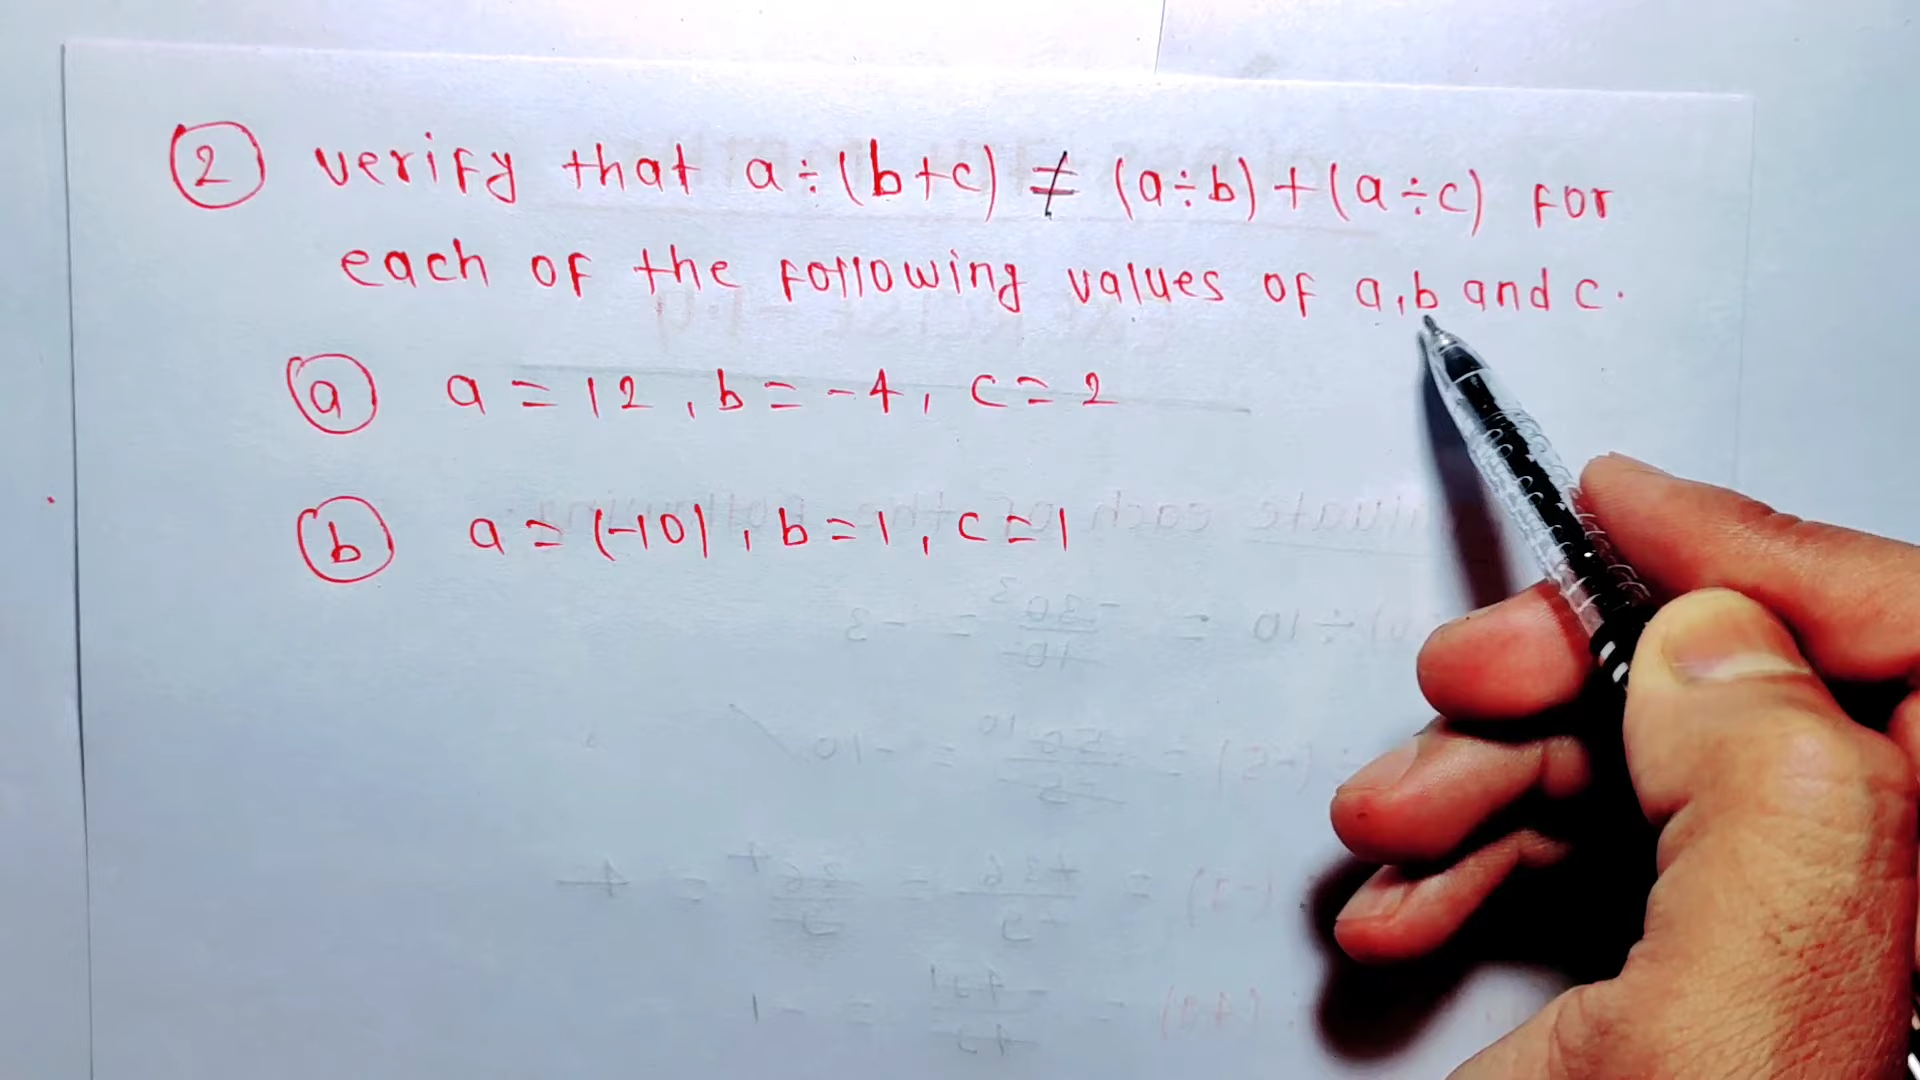 2 verify that a÷(b+c) ≠ (a÷b)+(a÷c) for
each of the following values of a,b and c.
a a = 12, b = -4, c = 2
b a = (-10), b = 1, c = 1